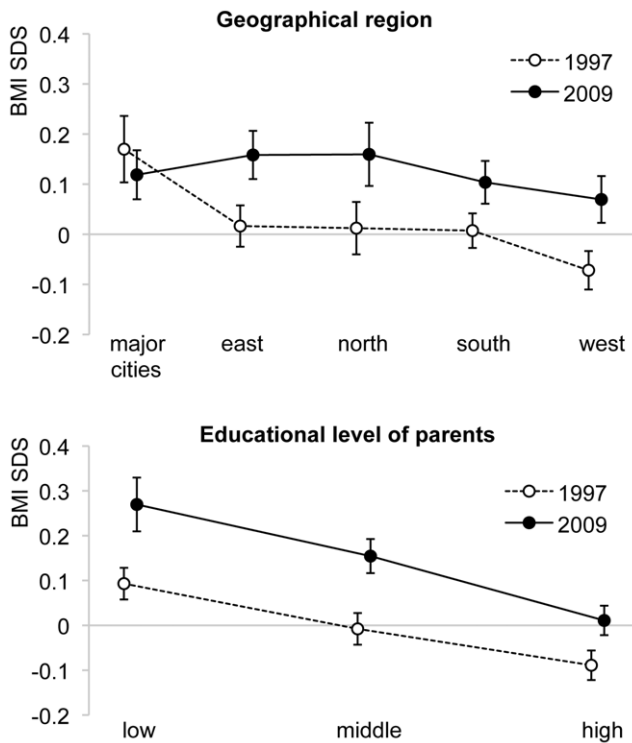 Geographical region
BMI SDS
0.4
0.3
0.2
0.1
0
-0.1
-0.2
1997
2009
major cities
east
north
south
west
Educational level of parents
BMI SDS
0.4
0.3
0.2
0.1
0
-0.1
-0.2
1997
2009
low
middle
high